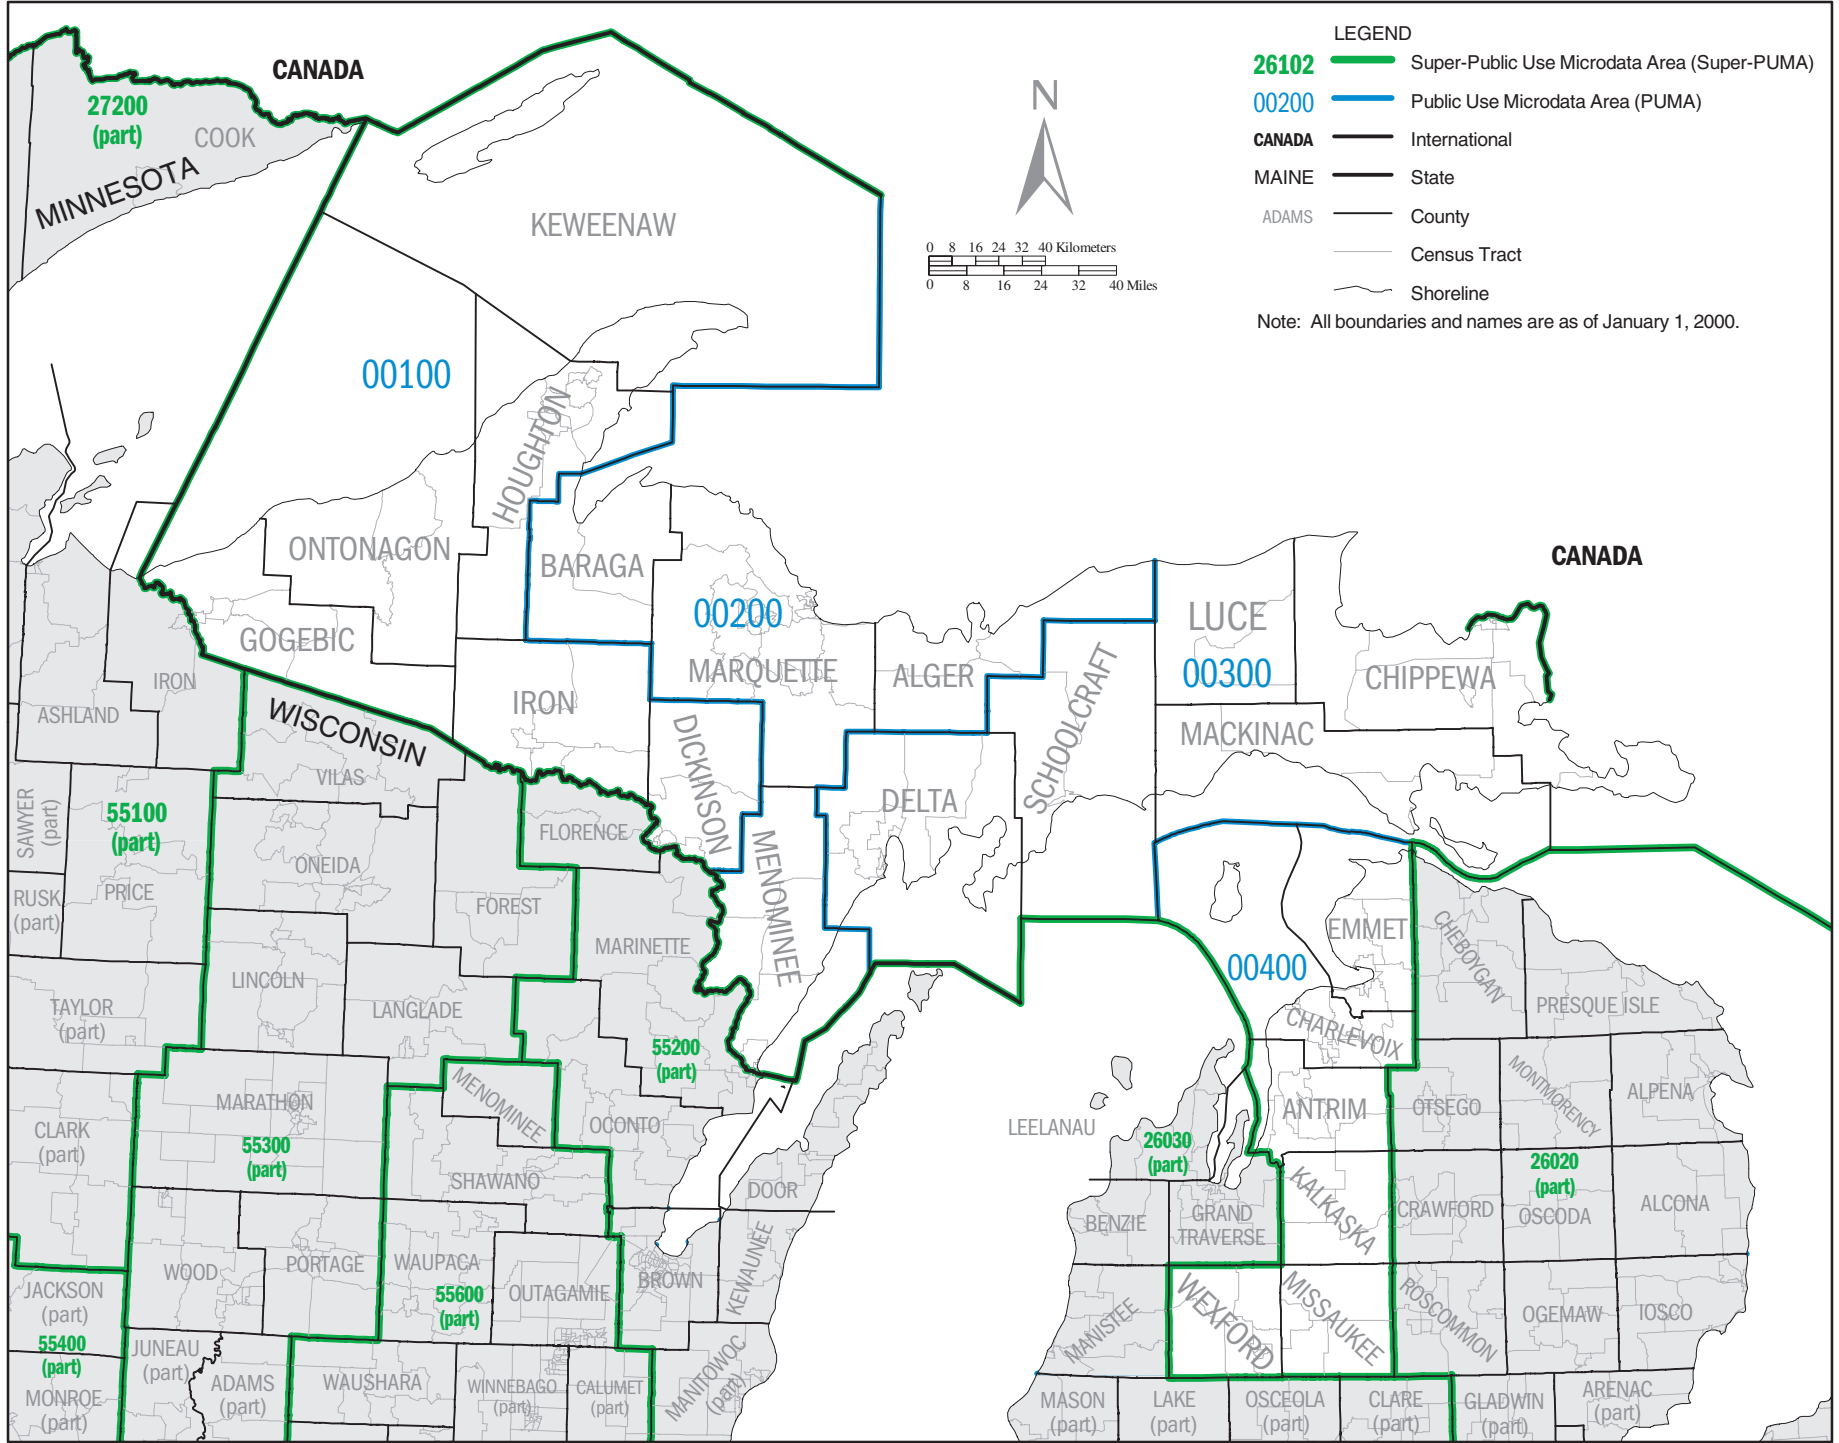 LEGEND
26102 Super-Public Use Microdata Area (Super-PUMA)
00200 Public Use Microdata Area (PUMA)
CANADA International
MAINE State
ADAMS County
Census Tract
Shoreline
Note: All boundaries and names are as of January 1, 2000.
N
0 8 16 24 32 40 Kilometers
0 8 16 24 32 40 Miles
CANADA
27200
(part)
COOK
MINNESOTA
KEWEENAW
00100
HOUGHTON
ONTONAGON
BARAGA
GOGEBIC
00200
MARQUETTE
ALGER
LUCE
00300
CANADA
CHIPPEWA
MACKINAC
SCHOOLCRAFT
IRON
IRON
ASHLAND
WISCONSIN
DICKINSON
DELTA
MENOMINEE
VILAS
SAWYER
(part)
55100
(part)
FLORENCE
ONEIDA
PRICE
RUSK
(part)
FOREST
MARINETTE
EMMET
CHEBOYGAN
00400
PRESQUE ISLE
LINCOLN
LANGLADE
TAYLOR
(part)
CHARLEVOIX
55200
(part)
MENOMINEE
MARATHON
OCONTO
LEELANAU
ANTRIM
OTSEGO
MONTMORENCY
ALPENA
CLARK
(part)
55300
(part)
26030
(part)
26020
(part)
SHAWANO
DOOR
KALKASKA
BENZIE
GRAND
TRAVERSE
CRAWFORD
OSCODA
ALCONA
WOOD
PORTAGE
WAUPACA
55600
(part)
OUTAGAMIE
BROWN
KEWAUNEE
JACKSON
(part)
MANISTEE
WEXFORD
MISSAUKEE
ROSCOMMON
OGEMAW
IOSCO
55400
(part)
JUNEAU
(part)
MONROE
(part)
ADAMS
(part)
WAUSHARA
WINNEBAGO
(part)
CALUMET
(part)
MANITOWOC
(part)
MASON
(part)
LAKE
(part)
OSCEOLA
(part)
CLARE
(part)
GLADWIN
(part)
ARENAC
(part)